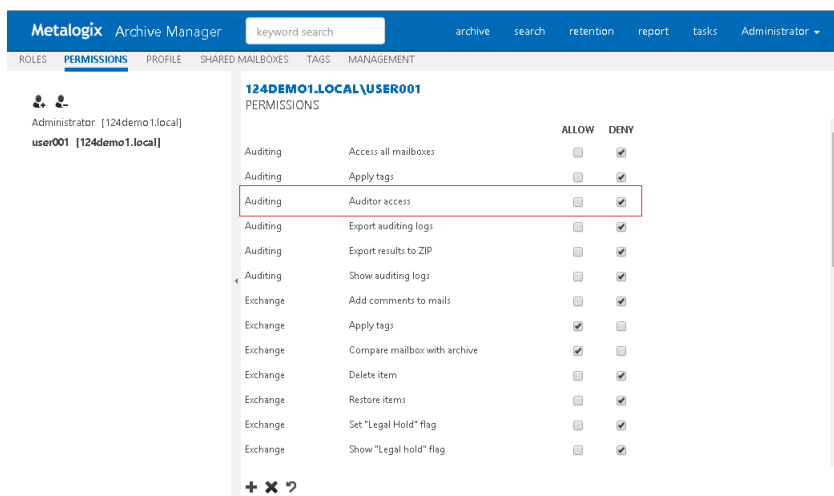 Metalogix Archive Manager keyword search archive search retention report tasks Administrator
ROLES PERMISSIONS PROFILE SHARED MAILBOXES TAGS MANAGEMENT
Administrator [124demo1.local]
user001 [124demo1.local]
124DEMO1.LOCAL\USER001
PERMISSIONS
ALLOW DENY
Auditing Access all mailboxes
Auditing Apply tags
Auditing Auditor access
Auditing Export auditing logs
Auditing Export results to ZIP
Auditing Show auditing logs
Exchange Add comments to mails
Exchange Apply tags
Exchange Compare mailbox with archive
Exchange Delete item
Exchange Restore items
Exchange Set "Legal Hold" flag
Exchange Show "Legal hold" flag